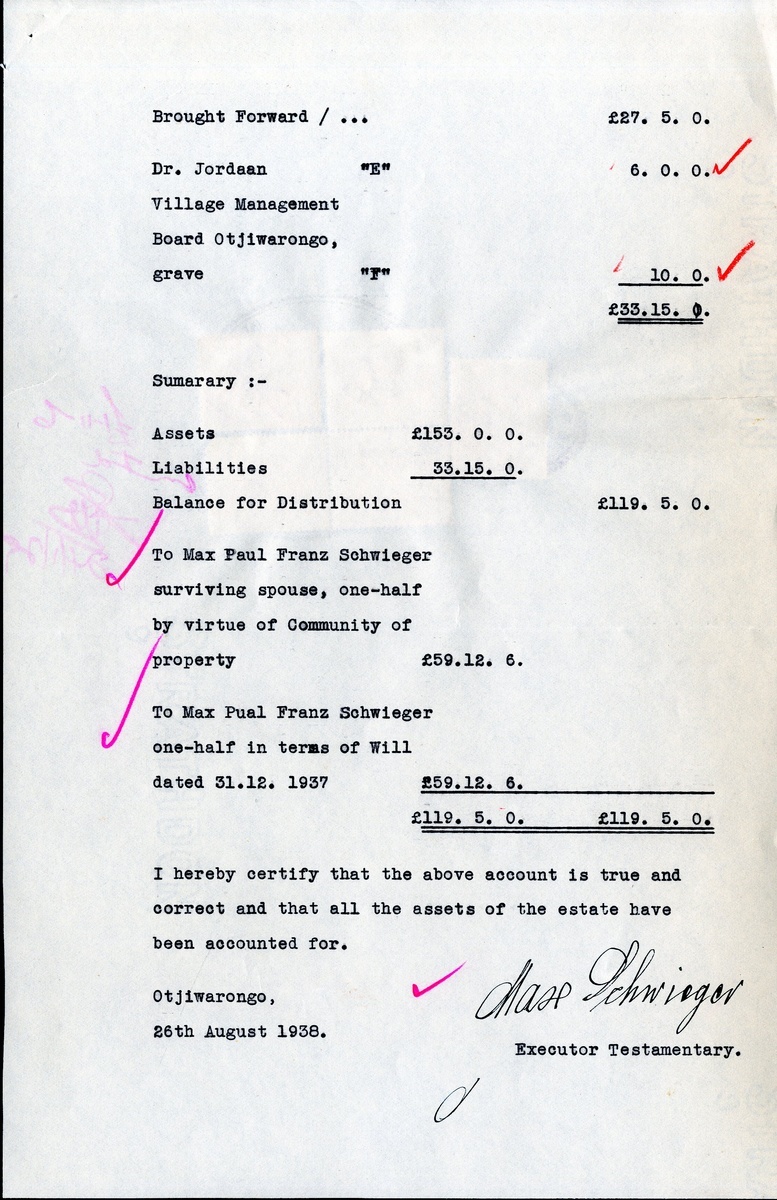 Brought Forward / ... £27. 5. 0.
Dr. Jordaan "E" 6. 0. 0.
Village Management
Board Otjiwarongo,
grave "F" 10. 0.
£33.15. 0.
Sumarary :-
Assets £153. 0. 0.
Liabilities 33.15. 0.
Balance for Distribution £119. 5. 0.
To Max Paul Franz Schwieger
surviving spouse, one-half
by virtue of Community of
property £59.12. 6.
To Max Pual Franz Schwieger
one-half in terms of Will
dated 31.12. 1937 £59.12. 6.
£119. 5. 0. £119. 5. 0.
I hereby certify that the above account is true and
correct and that all the assets of the estate have
been accounted for.
Otjiwarongo,
26th August 1938.
Max Schwieger
Executor Testamentary.